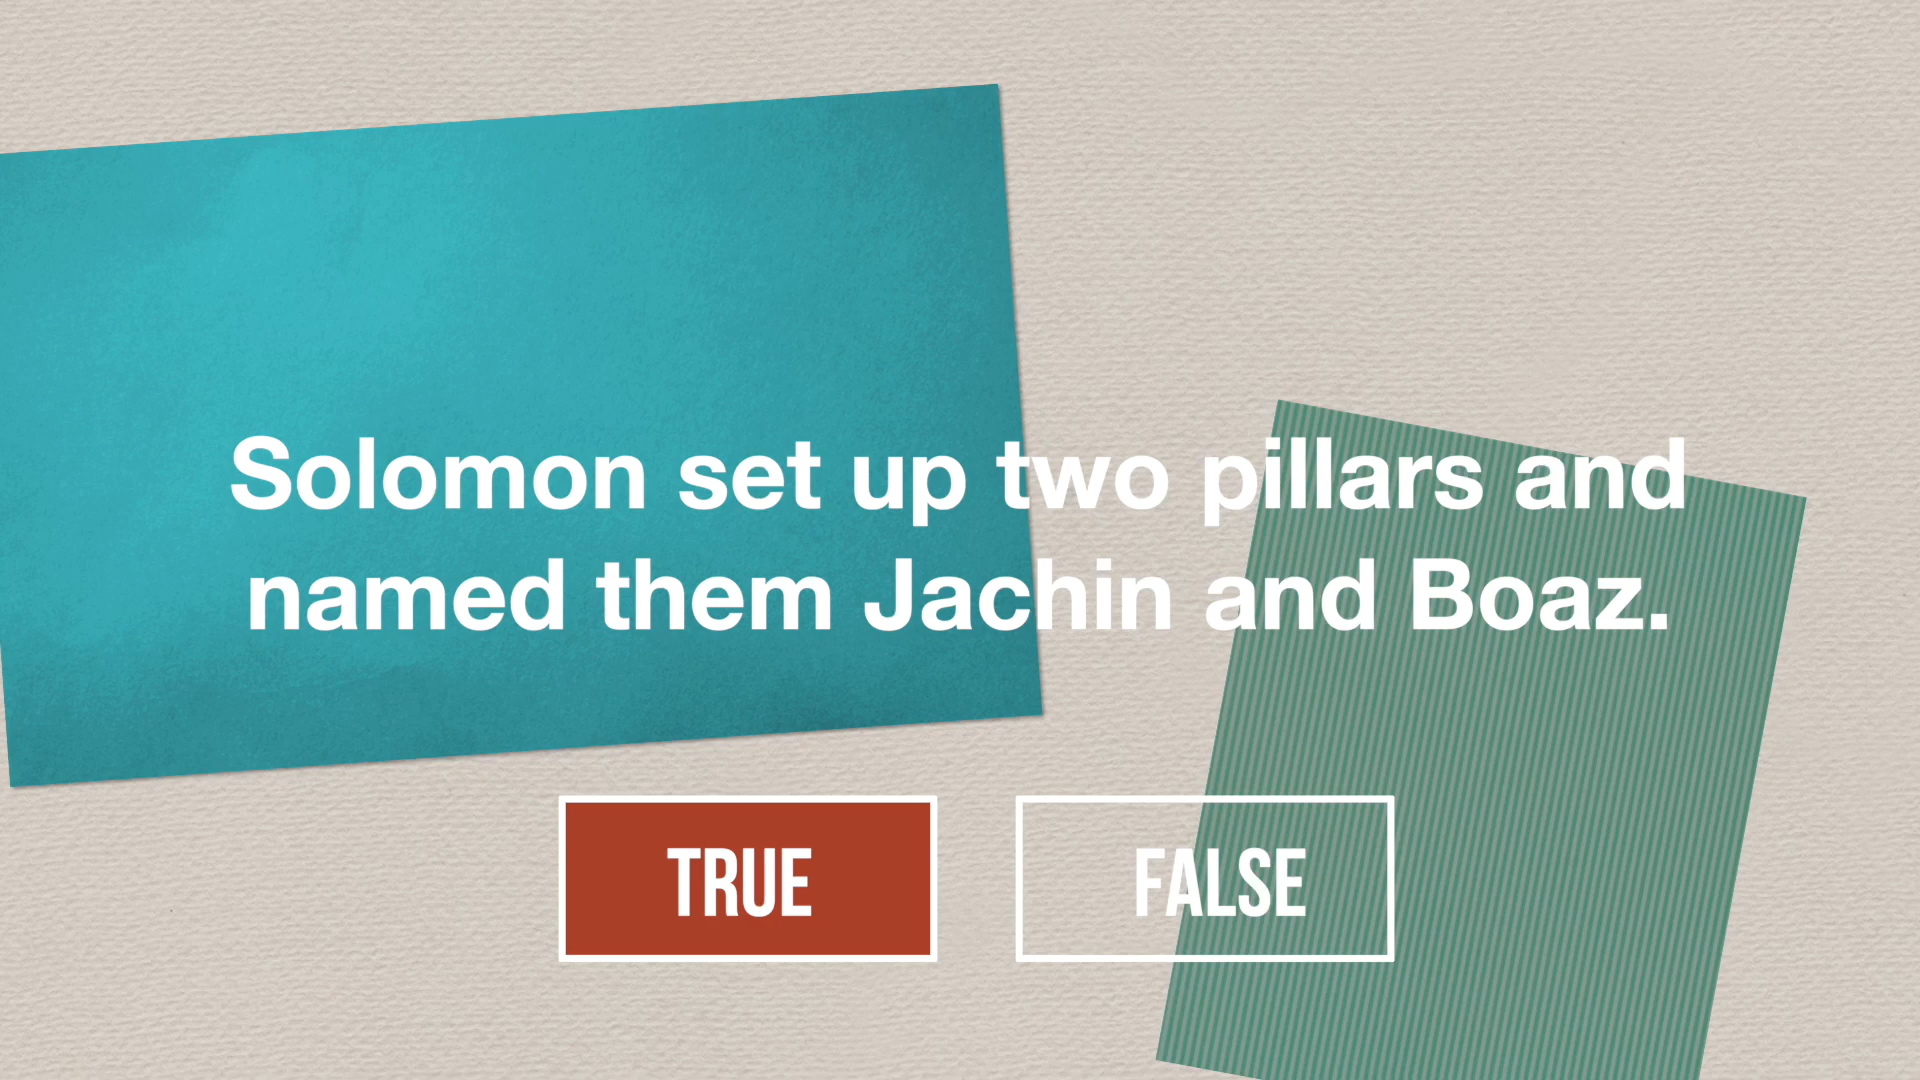 Solomon set up two pillars and
named them Jachin and Boaz.
TRUE
FALSE